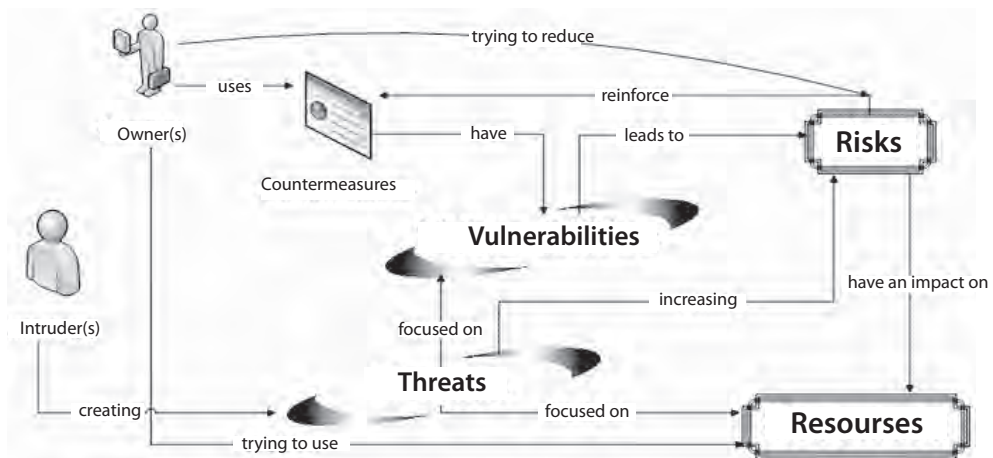 trying to reduce
uses
reinforce
Owner(s)
have
leads to
Risks
Countermeasures
Vulnerabilities
increasing
have an impact on
Intruder(s)
focused on
Threats
creating
focused on
Resourses
trying to use